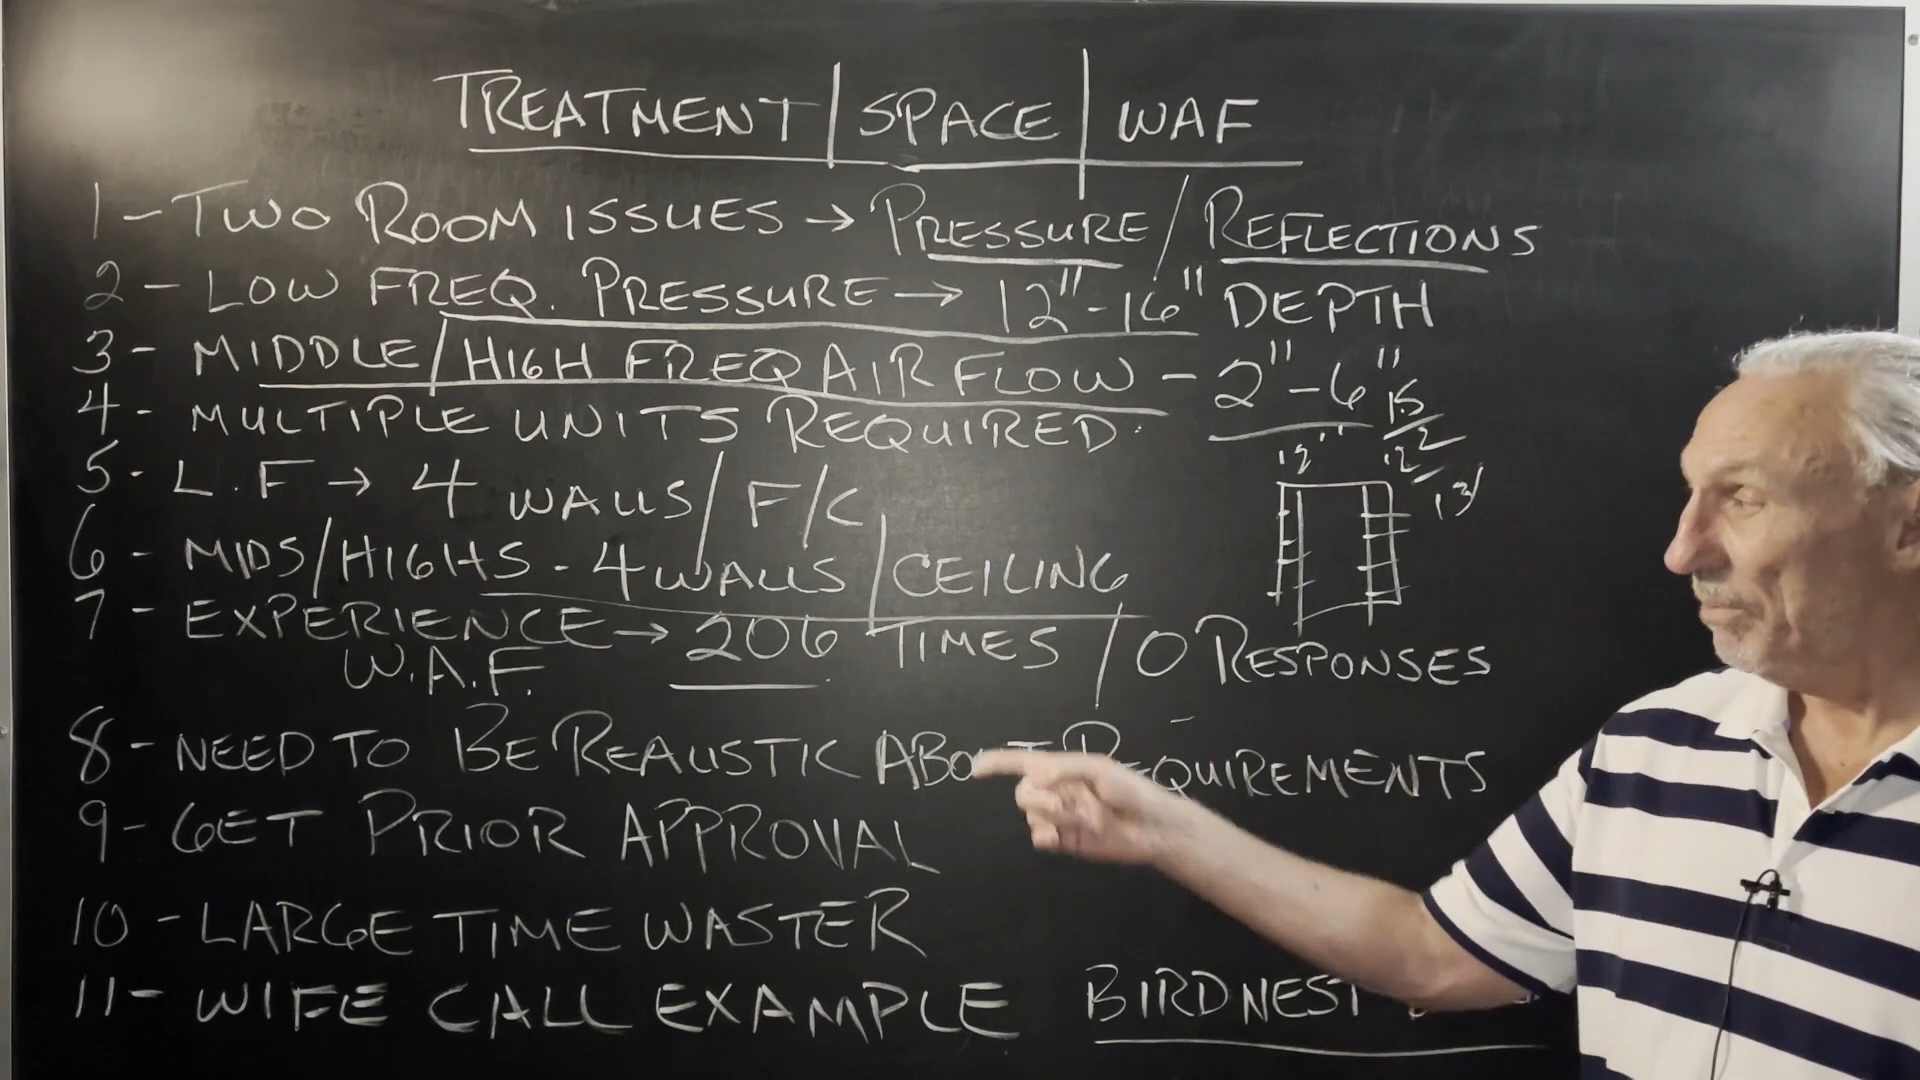 TREATMENT | SPACE | WAF
1 - TWO ROOM ISSUES → PRESSURE / REFLECTIONS
2 - LOW FREQ. PRESSURE → 12" - 16" DEPTH
3 - MIDDLE / HIGH FREQ AIR FLOW - 2" - 6"
4 - MULTIPLE UNITS REQUIRED
5 - L.F → 4 WALLS / F/C
6 - MIDS / HIGHS - 4 WALLS / CEILING
7 - EXPERIENCE → 206 TIMES / 0 RESPONSES
W.A.F.
8 - NEED TO BE REALISTIC ABOUT REQUIREMENTS
9 - GET PRIOR APPROVAL
10 - LARGE TIME WASTER
11 - WIFE CALL EXAMPLE BIRDNEST